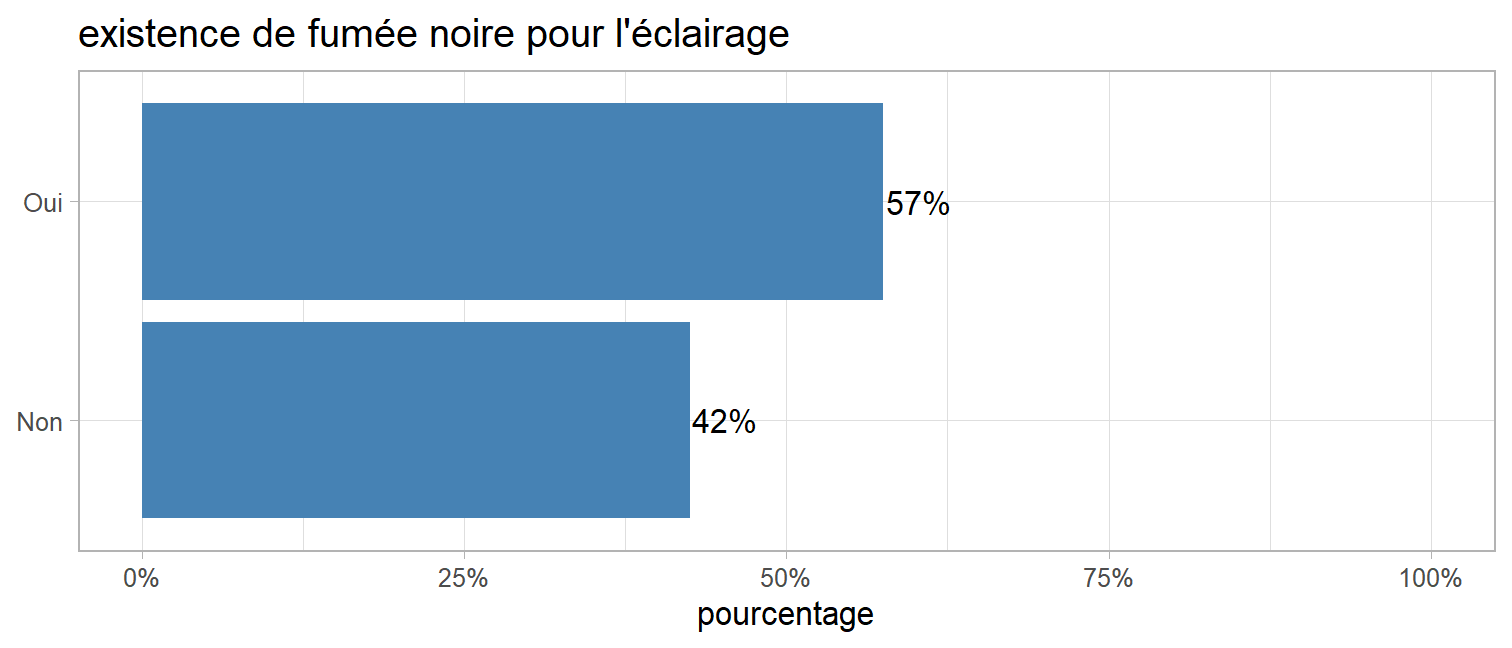 existence de fumée noire pour l'éclairage
Oui
57%
Non
42%
0%
25%
50%
75%
100%
pourcentage